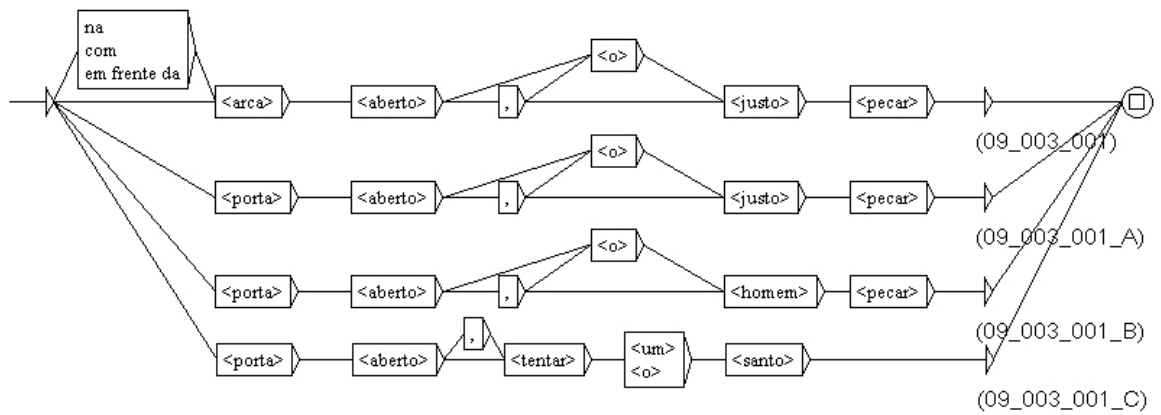 na
com
em frente da
<o>
<arca> <aberto> , <justo> <pecar>
(09_003_001)
<o>
<porta> <aberto> , <justo> <pecar>
(09_003_001_A)
<o>
<porta> <aberto> , <homem> <pecar>
(09_003_001_B)
,
<porta> <aberto> <tentar> <um> <santo>
<o>
(09_003_001_C)